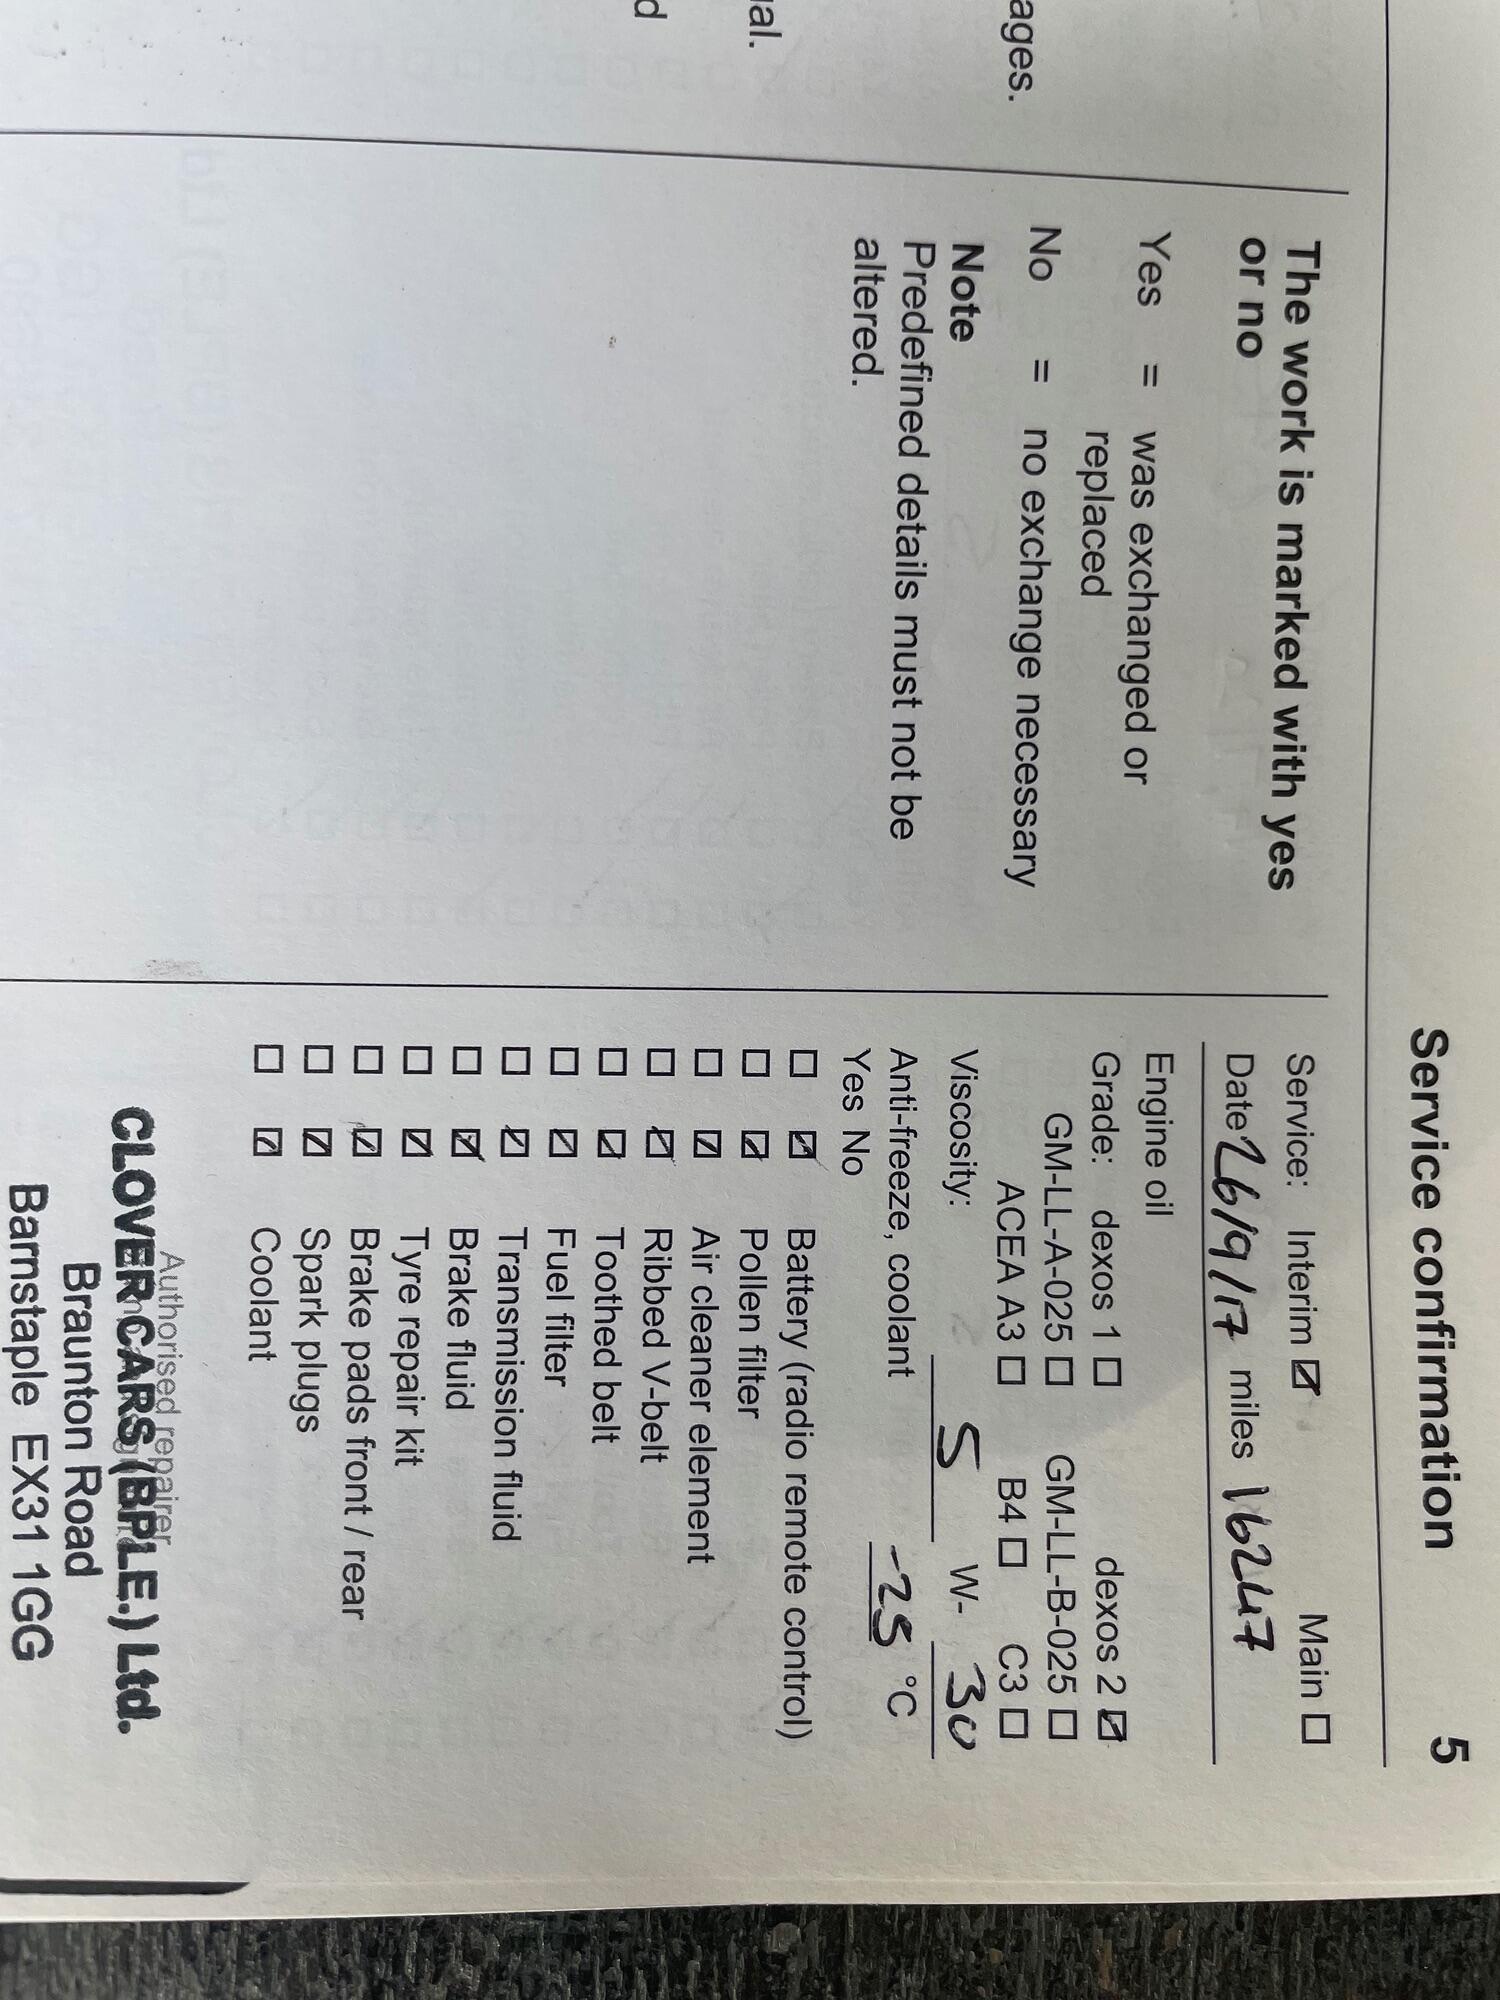 Service confirmation 5
ages.
al.
d
The work is marked with yes
or no
Yes = was exchanged or
replaced
No = no exchange necessary
Note
Predefined details must not be
altered.
Service: Interim ☑ Main ☐
Date 26/9/17 miles 16247
Engine oil
Grade: dexos 1 ☐ dexos 2 ☑
GM-LL-A-025 ☐ GM-LL-B-025 ☐
ACEA A3 ☐ B4 ☐ C3 ☐
Viscosity: 5 W- 30
Anti-freeze, coolant -25 °C
Yes No
☐ ☑ Battery (radio remote control)
☐ ☑ Pollen filter
☐ ☑ Air cleaner element
☐ ☑ Ribbed V-belt
☐ ☑ Toothed belt
☐ ☑ Fuel filter
☐ ☑ Transmission fluid
☐ ☑ Brake fluid
☐ ☑ Tyre repair kit
☐ ☑ Brake pads front / rear
☐ ☑ Spark plugs
☐ ☑ Coolant
Authorised repairer
CLOVER CARS (BPLE.) Ltd.
Braunton Road
Barnstaple EX31 1GG